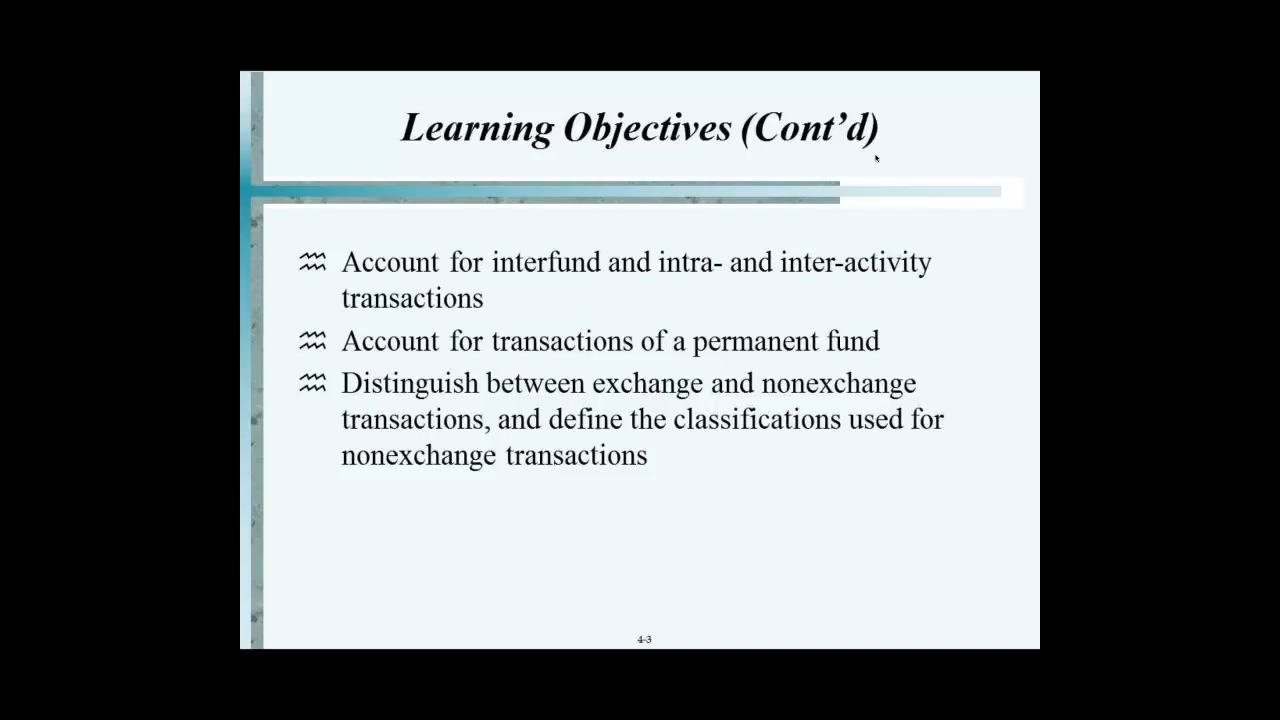 Learning Objectives (Cont’d)
Account for interfund and intra- and inter-activity
transactions
Account for transactions of a permanent fund
Distinguish between exchange and nonexchange
transactions, and define the classifications used for
nonexchange transactions
4-3